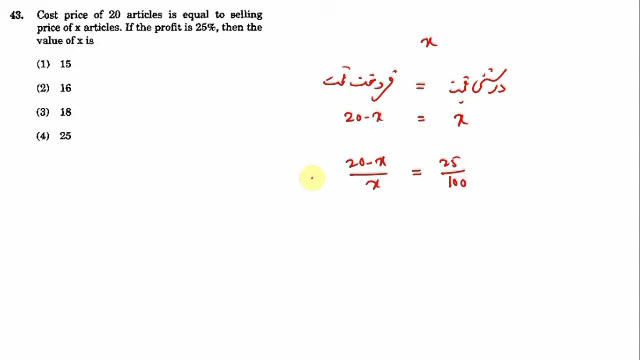 43. Cost price of 20 articles is equal to selling
price of x articles. If the profit is 25%, then the
value of x is
(1) 15
(2) 16
(3) 18
(4) 25
x
فروخت قیمت = قیمت
20-x = x
20-x / x = 25 / 100